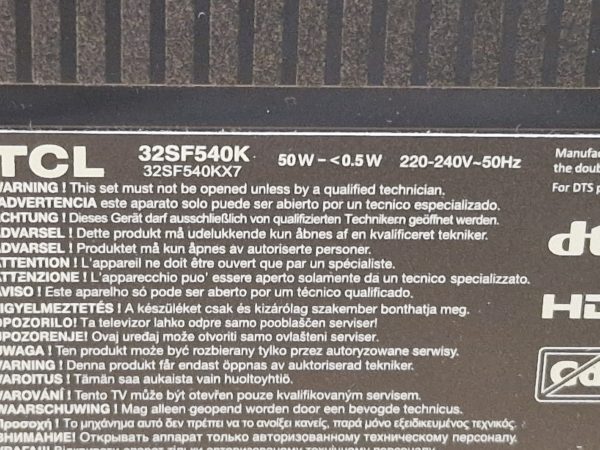 TCL 32SF540K 50W - <0.5W 220-240V~50Hz
32SF540KX7
Manufac
the doub
For DTS p
WARNING ! This set must not be opened unless by a qualified technician.
ADVERTENCIA este aparato solo puede ser abierto por un tecnico especializado.
ACHTUNG ! Dieses Gerät darf ausschließlich von qualifizierten Technikern geöffnet werden.
ADVARSEL ! Dette produkt må udelukkende kun åbnes af en kvalificeret tekniker.
ADVARSEL ! Produktet må kun åpnes av autoriserte personer.
ATTENTION ! L'appareil ne doit être ouvert que par un spécialiste.
ATTENZIONE ! L'apparecchio puo' essere aperto solamente da un tecnico specializzato.
AVISO ! Este aparelho só pode ser aberto por um técnico qualificado.
FIGYELMEZTETÉS ! A készüléket csak és kizárólag szakember bonthatja meg.
OPOZORILO! Ta televizor lahko odpre samo pooblaščen serviser!
UPOZORENJE! Ovaj uređaj može otvoriti samo ovlašteni serviser.
UWAGA ! Ten produkt może być rozbierany tylko przez autoryzowane serwisy.
VARNING ! Denna produkt får endast öppnas av auktoriserad tekniker.
VAROITUS ! Tämän saa aukaista vain huoltoyhtiö.
VAROVÁNÍ ! Tento TV může být otevřen pouze kvalifikovaným servisem.
WAARSCHUWING ! Mag alleen geopend worden door een bevogde technicus.
Προσοχή ! Το μηχάνημα αυτό δεν πρέπει να το ανοίξει κανείς, παρά μόνο εξειδικευμένος τεχνικός.
ВНИМАНИЕ! Открывать аппарат только авторизованному техническому персоналу.
dt
HD